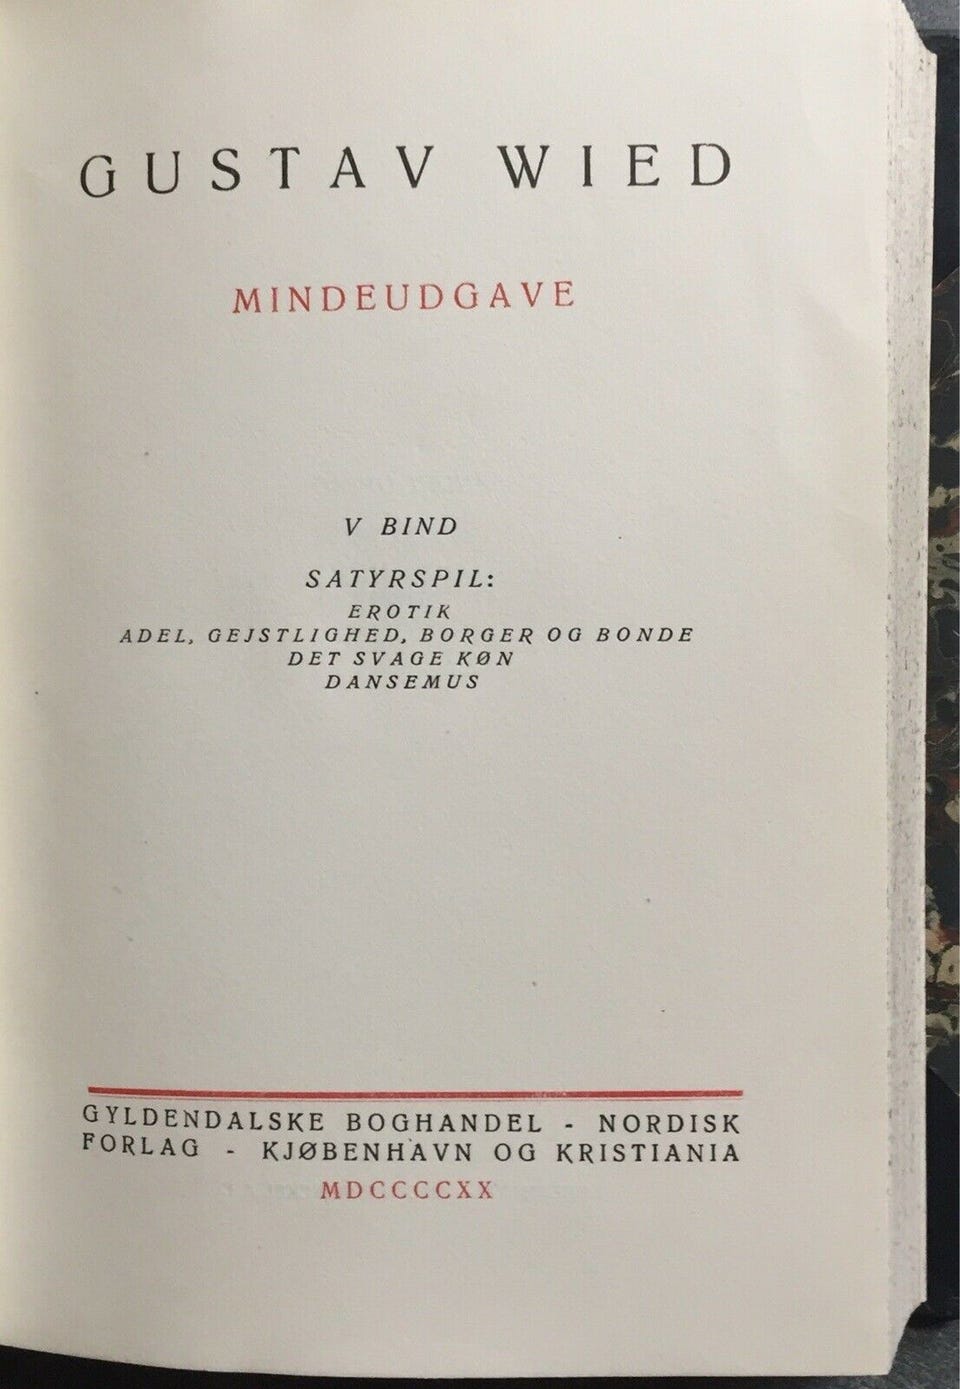 GUSTAV WIED
MINDEUDGAVE
V BIND
SATYRSPIL:
EROTIK
ADEL, GEJSTLIGHED, BORGER OG BONDE
DET SVAGE KØN
DANSEMUS
GYLDENDALSKE BOGHANDEL - NORDISK
FORLAG - KJØBENHAVN OG KRISTIANIA
MDCCCCXX